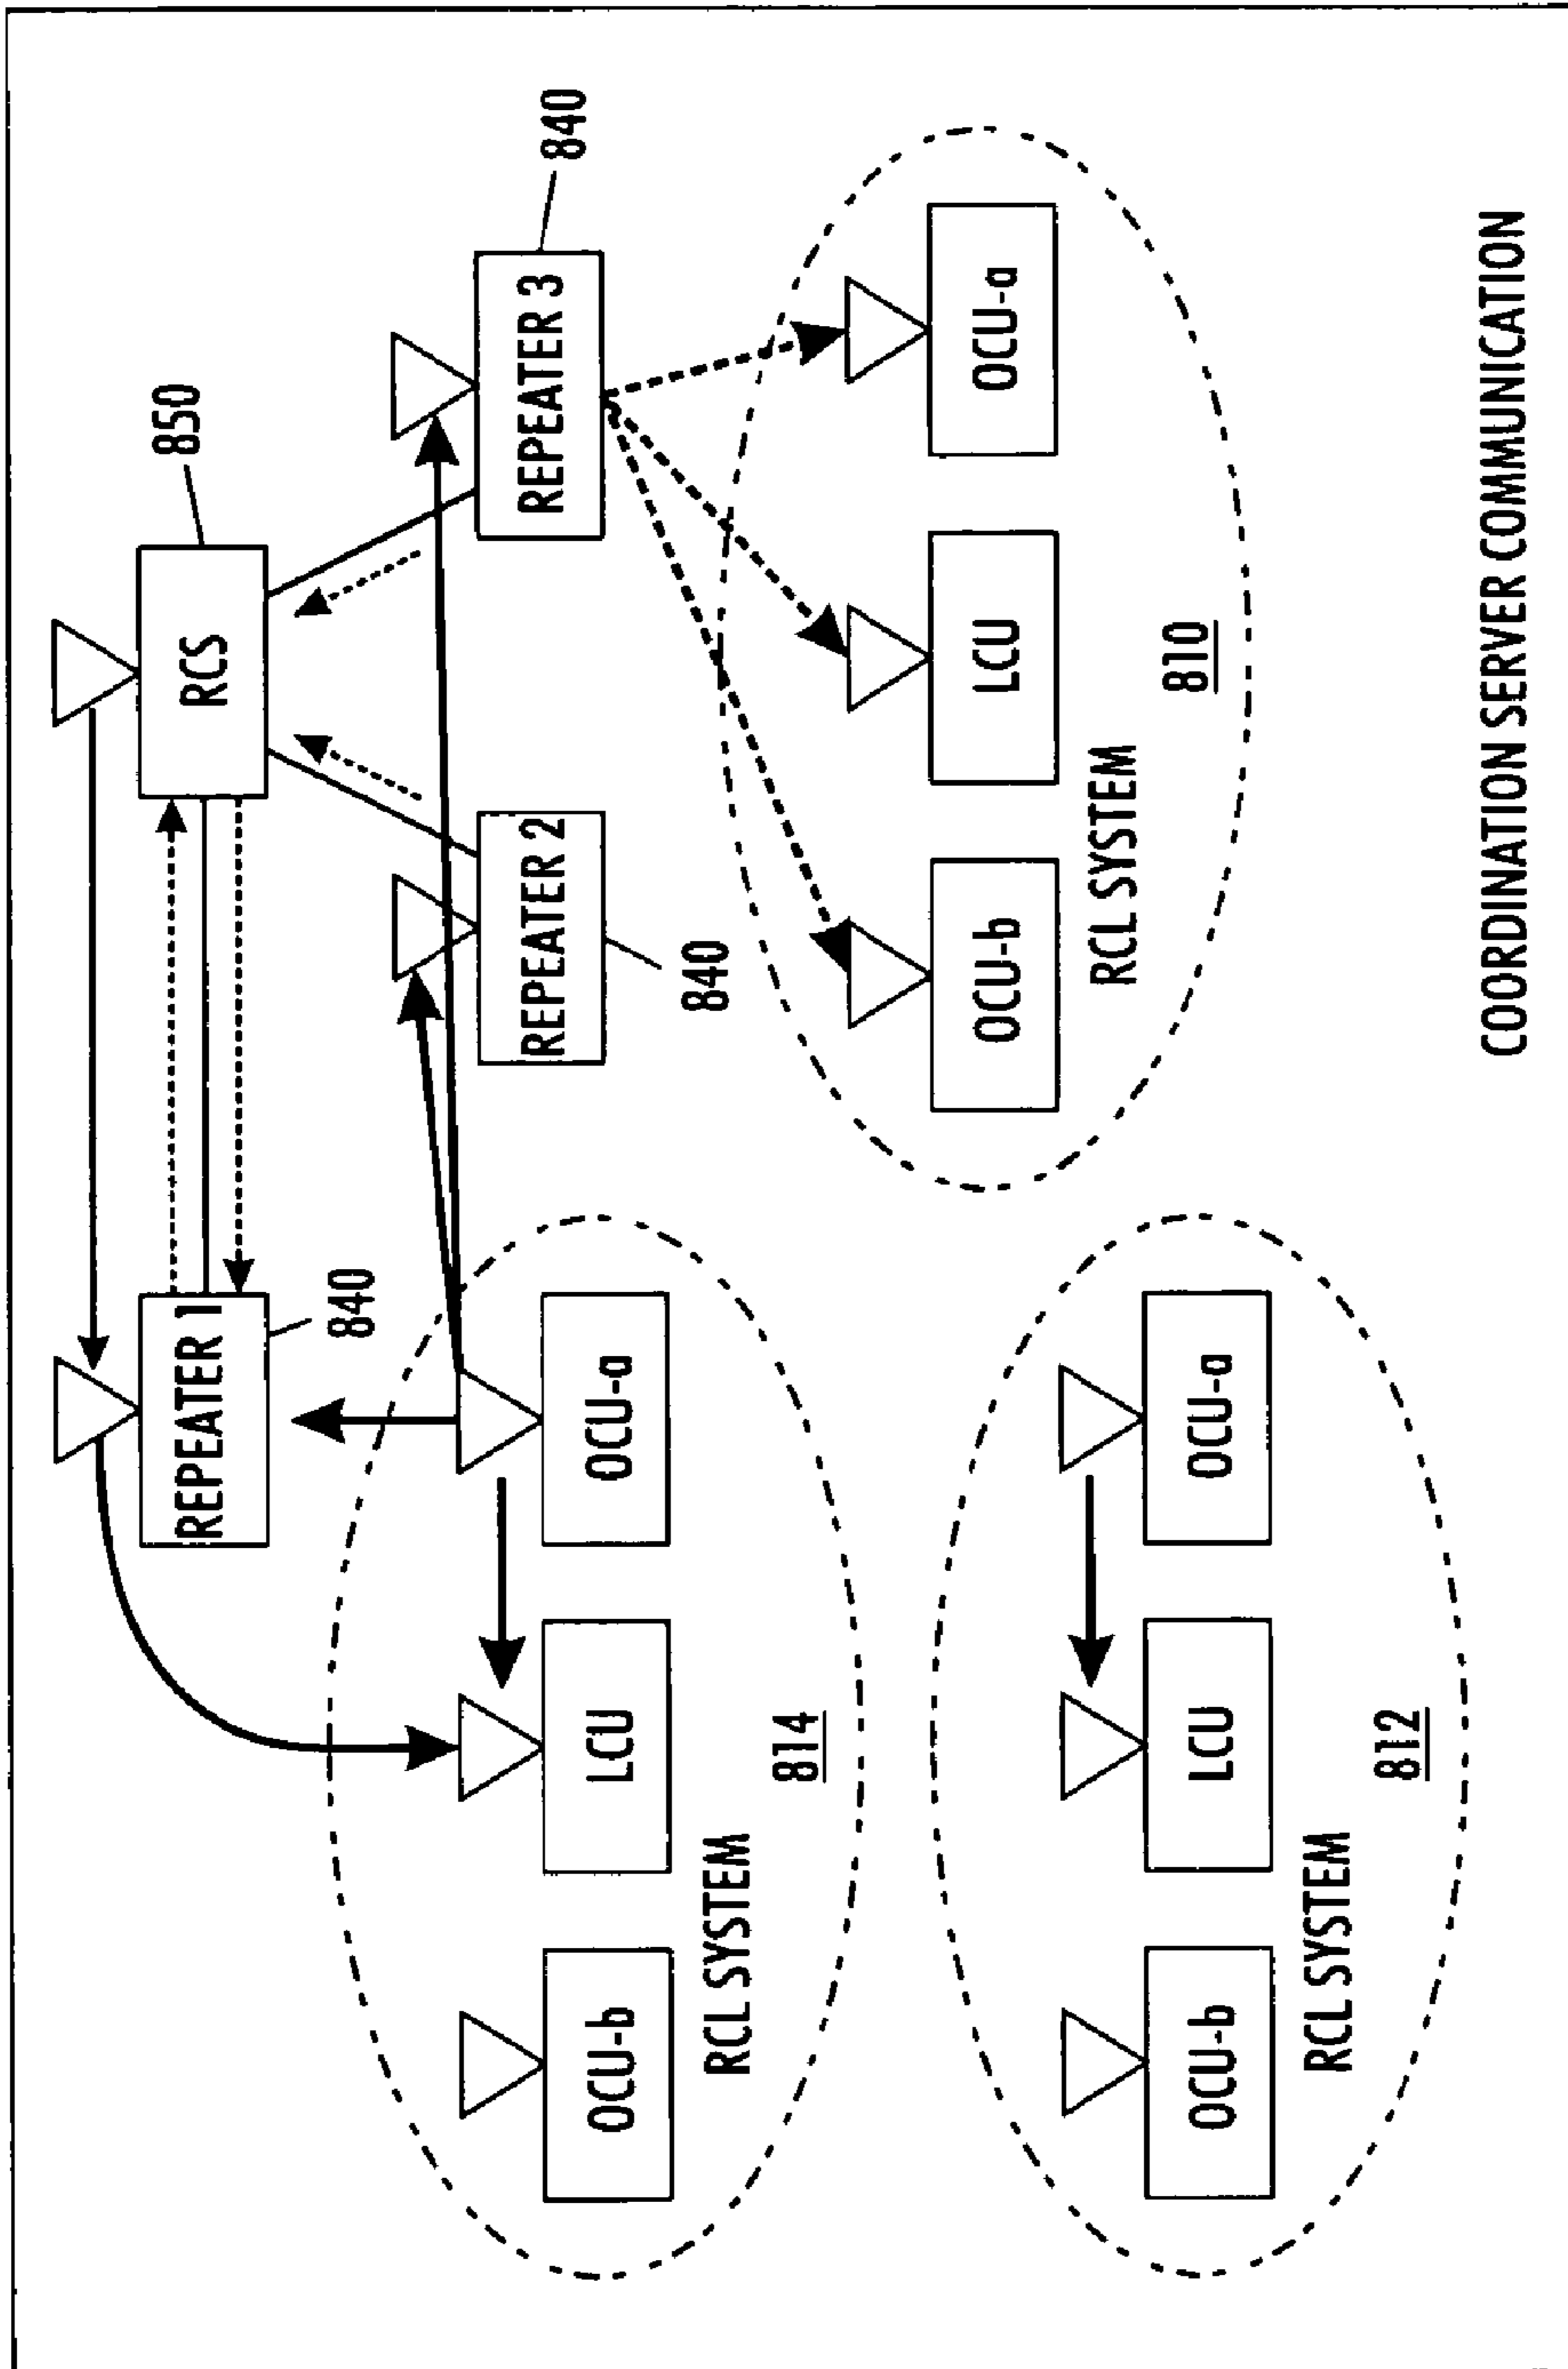 850
RCS
840
REPEATER 1
840
REPEATER 3
REPEATER 2
840
OCU-b
LCU
OCU-a
RCL SYSTEM
814
OCU-b
LCU
OCU-a
RCL SYSTEM
810
OCU-b
LCU
OCU-a
RCL SYSTEM
812
COORDINATION SERVER COMMUNICATION